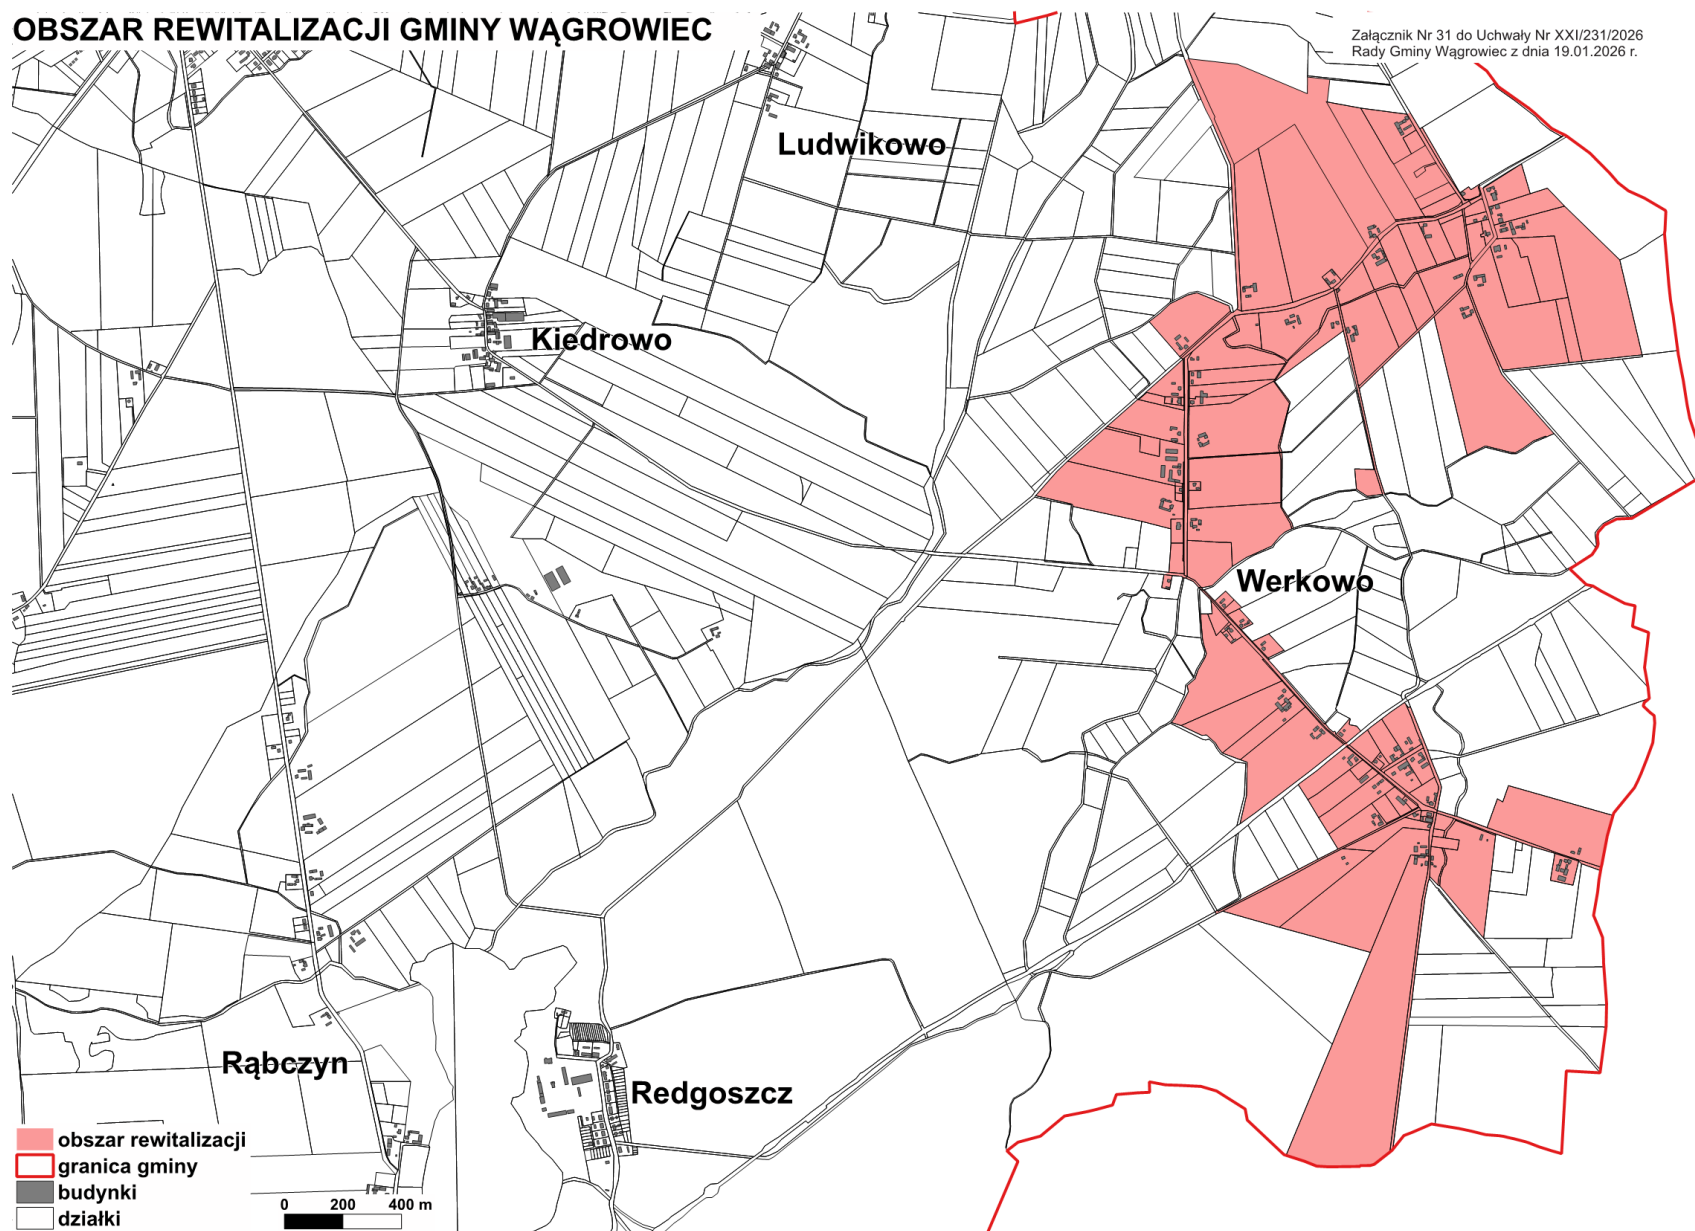 OBSZAR REWITALIZACJI GMINY WĄGROWIEC
Załącznik Nr 31 do Uchwały Nr XXI/231/2026
Rady Gminy Wągrowiec z dnia 19.01.2026 r.
Ludwikowo
Kiedrowo
Werkowo
Rąbczyn
Redgoszcz
obszar rewitalizacji
granica gminy
budynki
działki
0 200 400 m